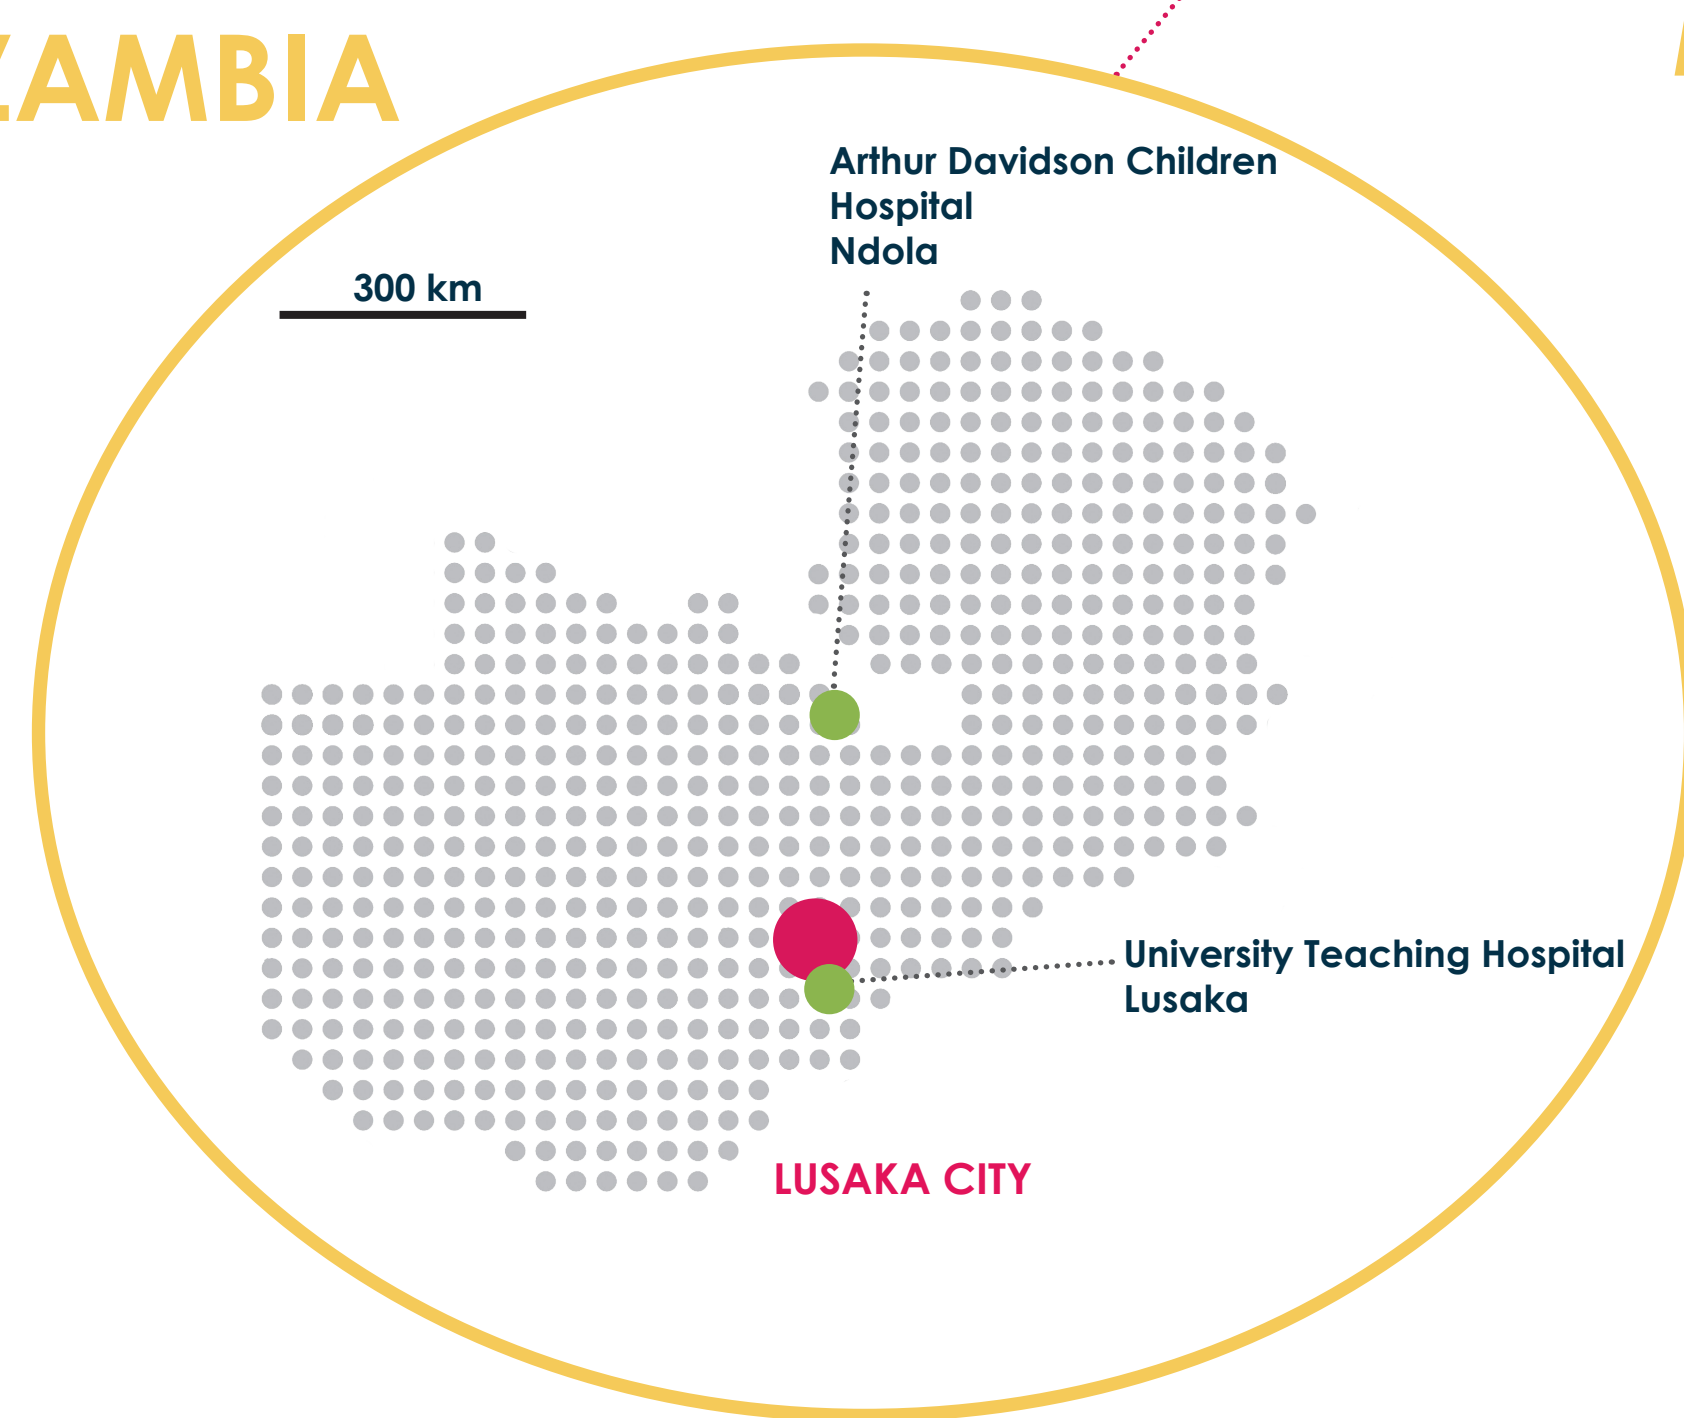 ZAMBIA
Arthur Davidson Children
Hospital
Ndola
300 km
University Teaching Hospital
Lusaka
LUSAKA CITY